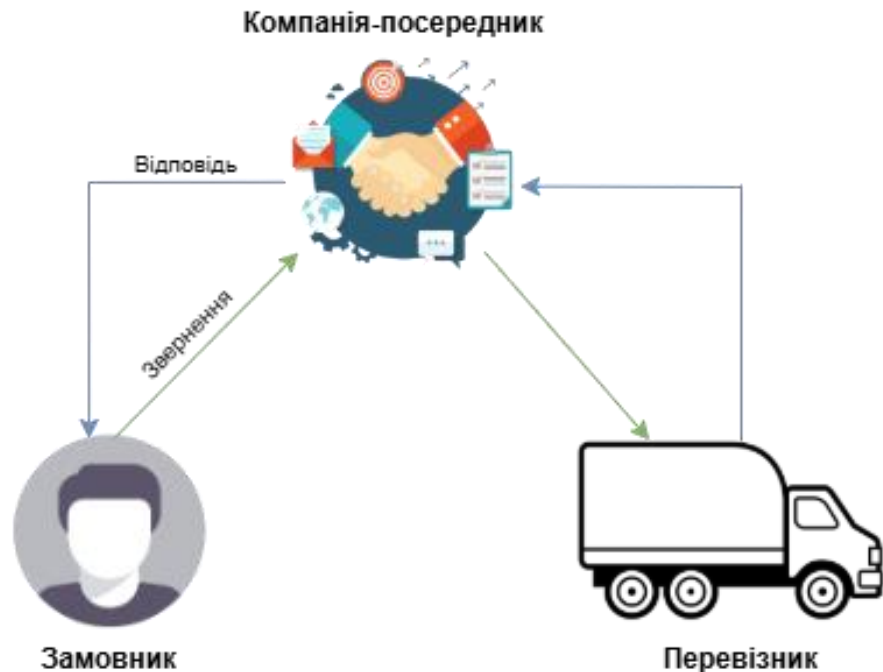 Компанія-посередник
Відповідь
Звернення
Замовник
Перевізник